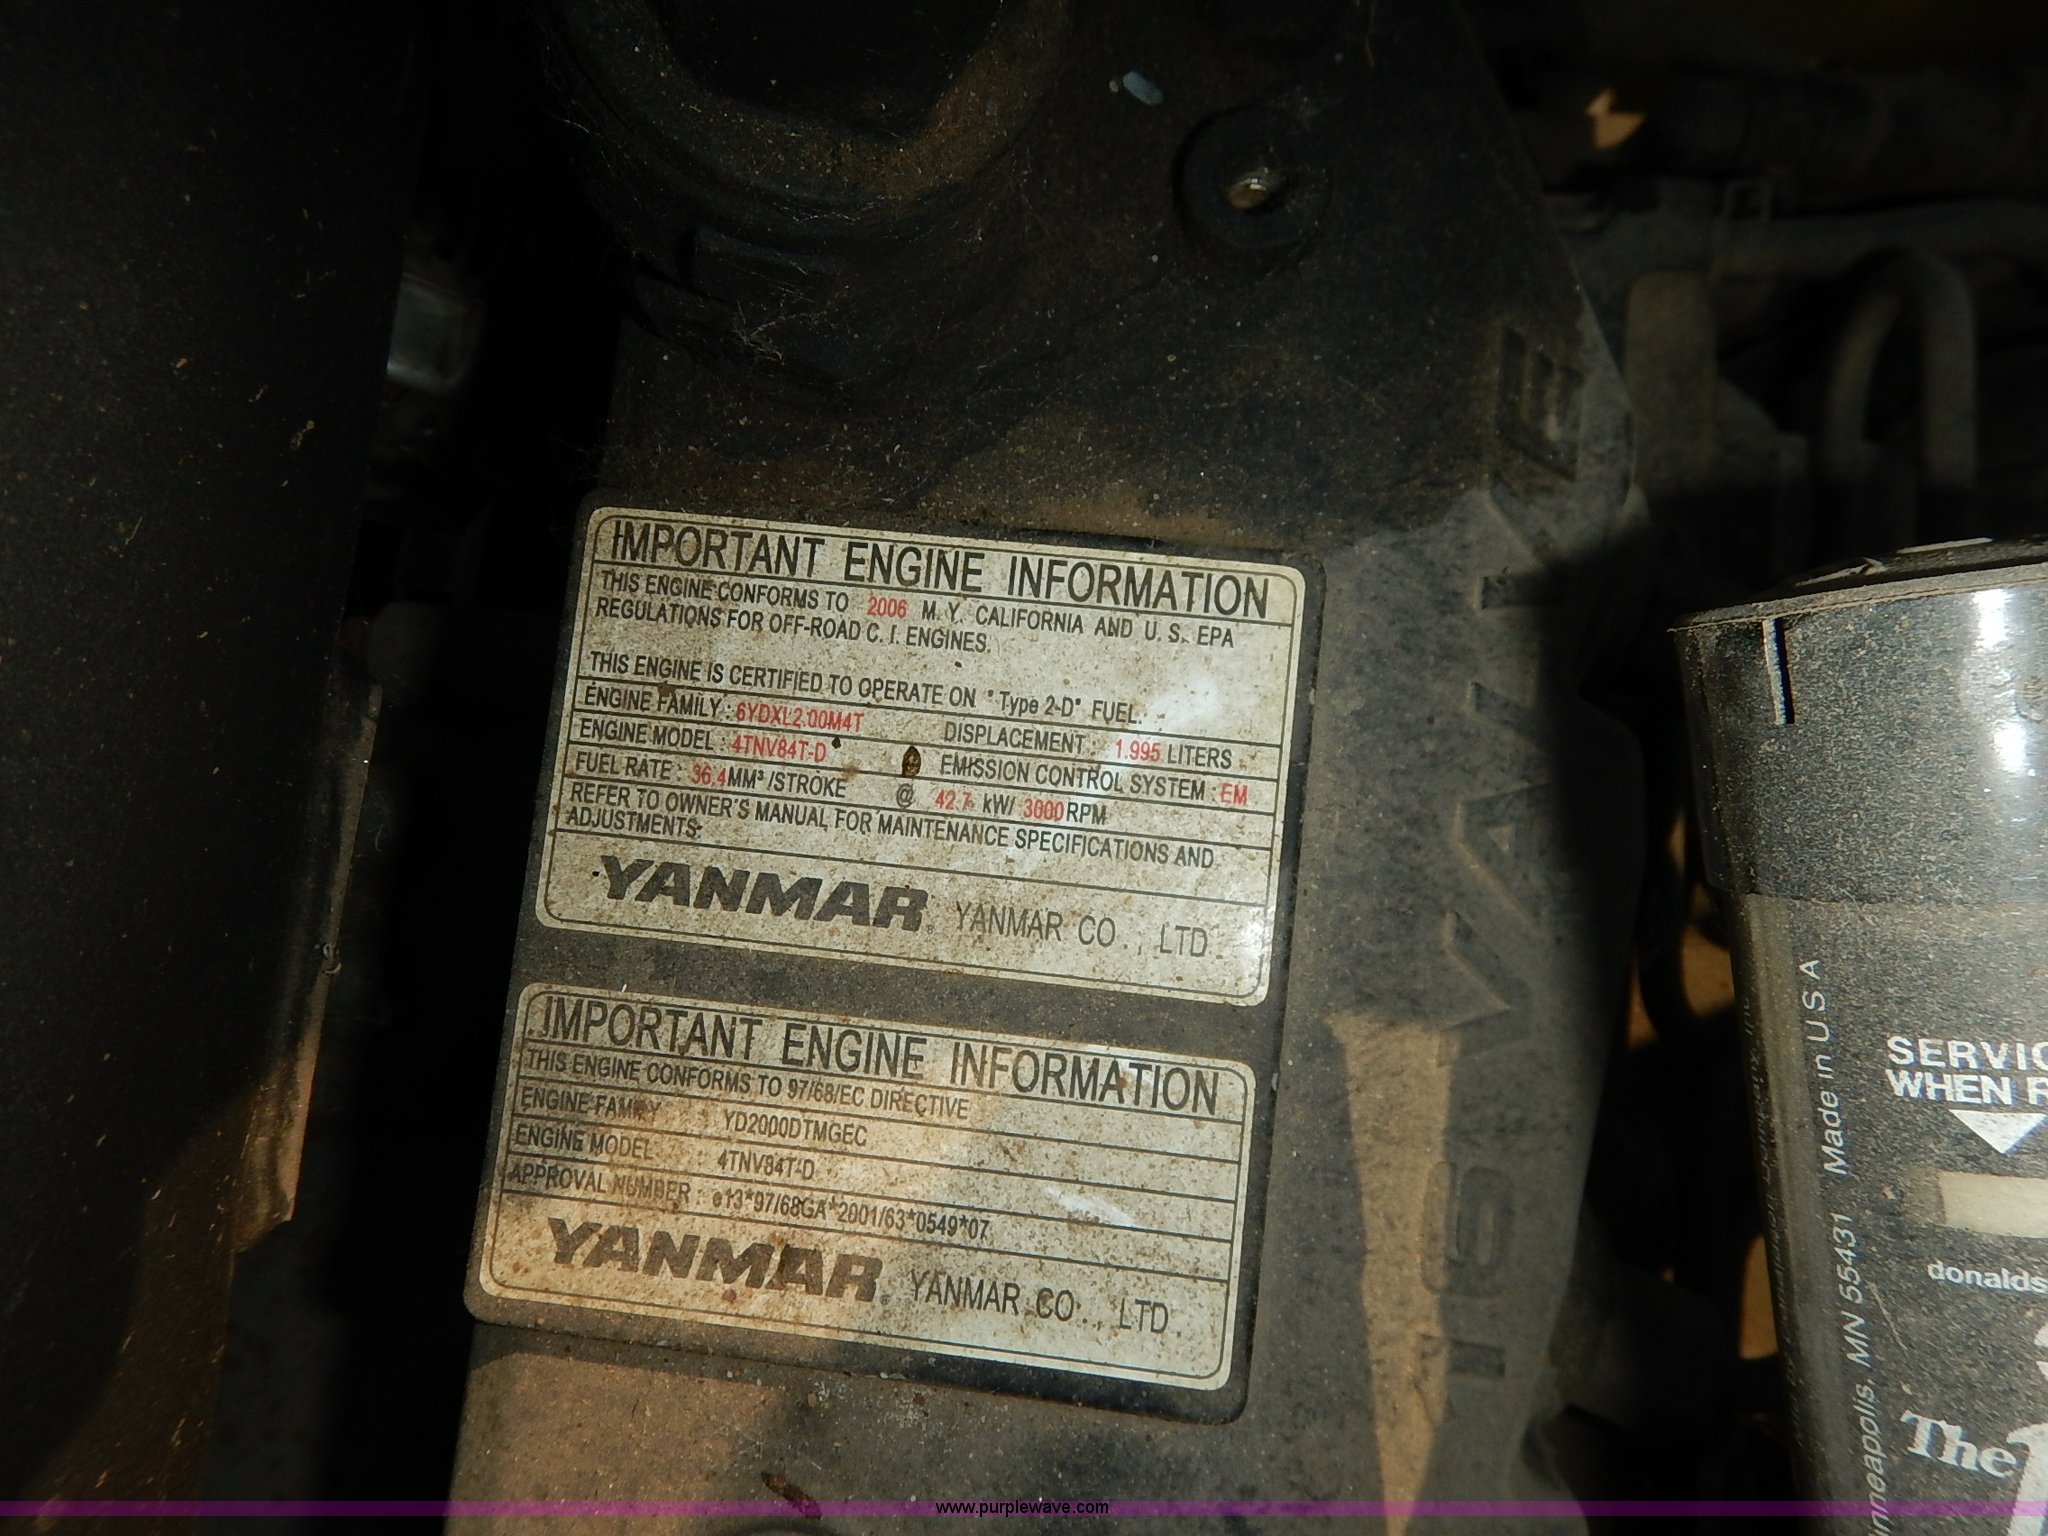 IMPORTANT ENGINE INFORMATION
THIS ENGINE CONFORMS TO 2006 M. Y. CALIFORNIA AND U. S. EPA
REGULATIONS FOR OFF-ROAD C. I. ENGINES.
THIS ENGINE IS CERTIFIED TO OPERATE ON "Type 2-D" FUEL.
ENGINE FAMILY : 6YDXL2.00M4T DISPLACEMENT : 1.995 LITERS
ENGINE MODEL : 4TNV84T-D EMISSION CONTROL SYSTEM : EM
FUEL RATE : 36.4 MM³/STROKE @ 42.7 kW/ 3000 RPM
REFER TO OWNER'S MANUAL FOR MAINTENANCE SPECIFICATIONS AND
ADJUSTMENTS.
YANMAR® YANMAR CO., LTD.
IMPORTANT ENGINE INFORMATION
THIS ENGINE CONFORMS TO 97/68/EC DIRECTIVE
ENGINE FAMILY : YD2000DTMGEC
ENGINE MODEL : 4TNV84T-D
APPROVAL NUMBER : e13*97/68GA*2001/63*0549*07
YANMAR® YANMAR CO., LTD.
16VALVE
Made in U S A
MN 55431
SERVIC
WHEN R
donalds
The
www.purplewave.com